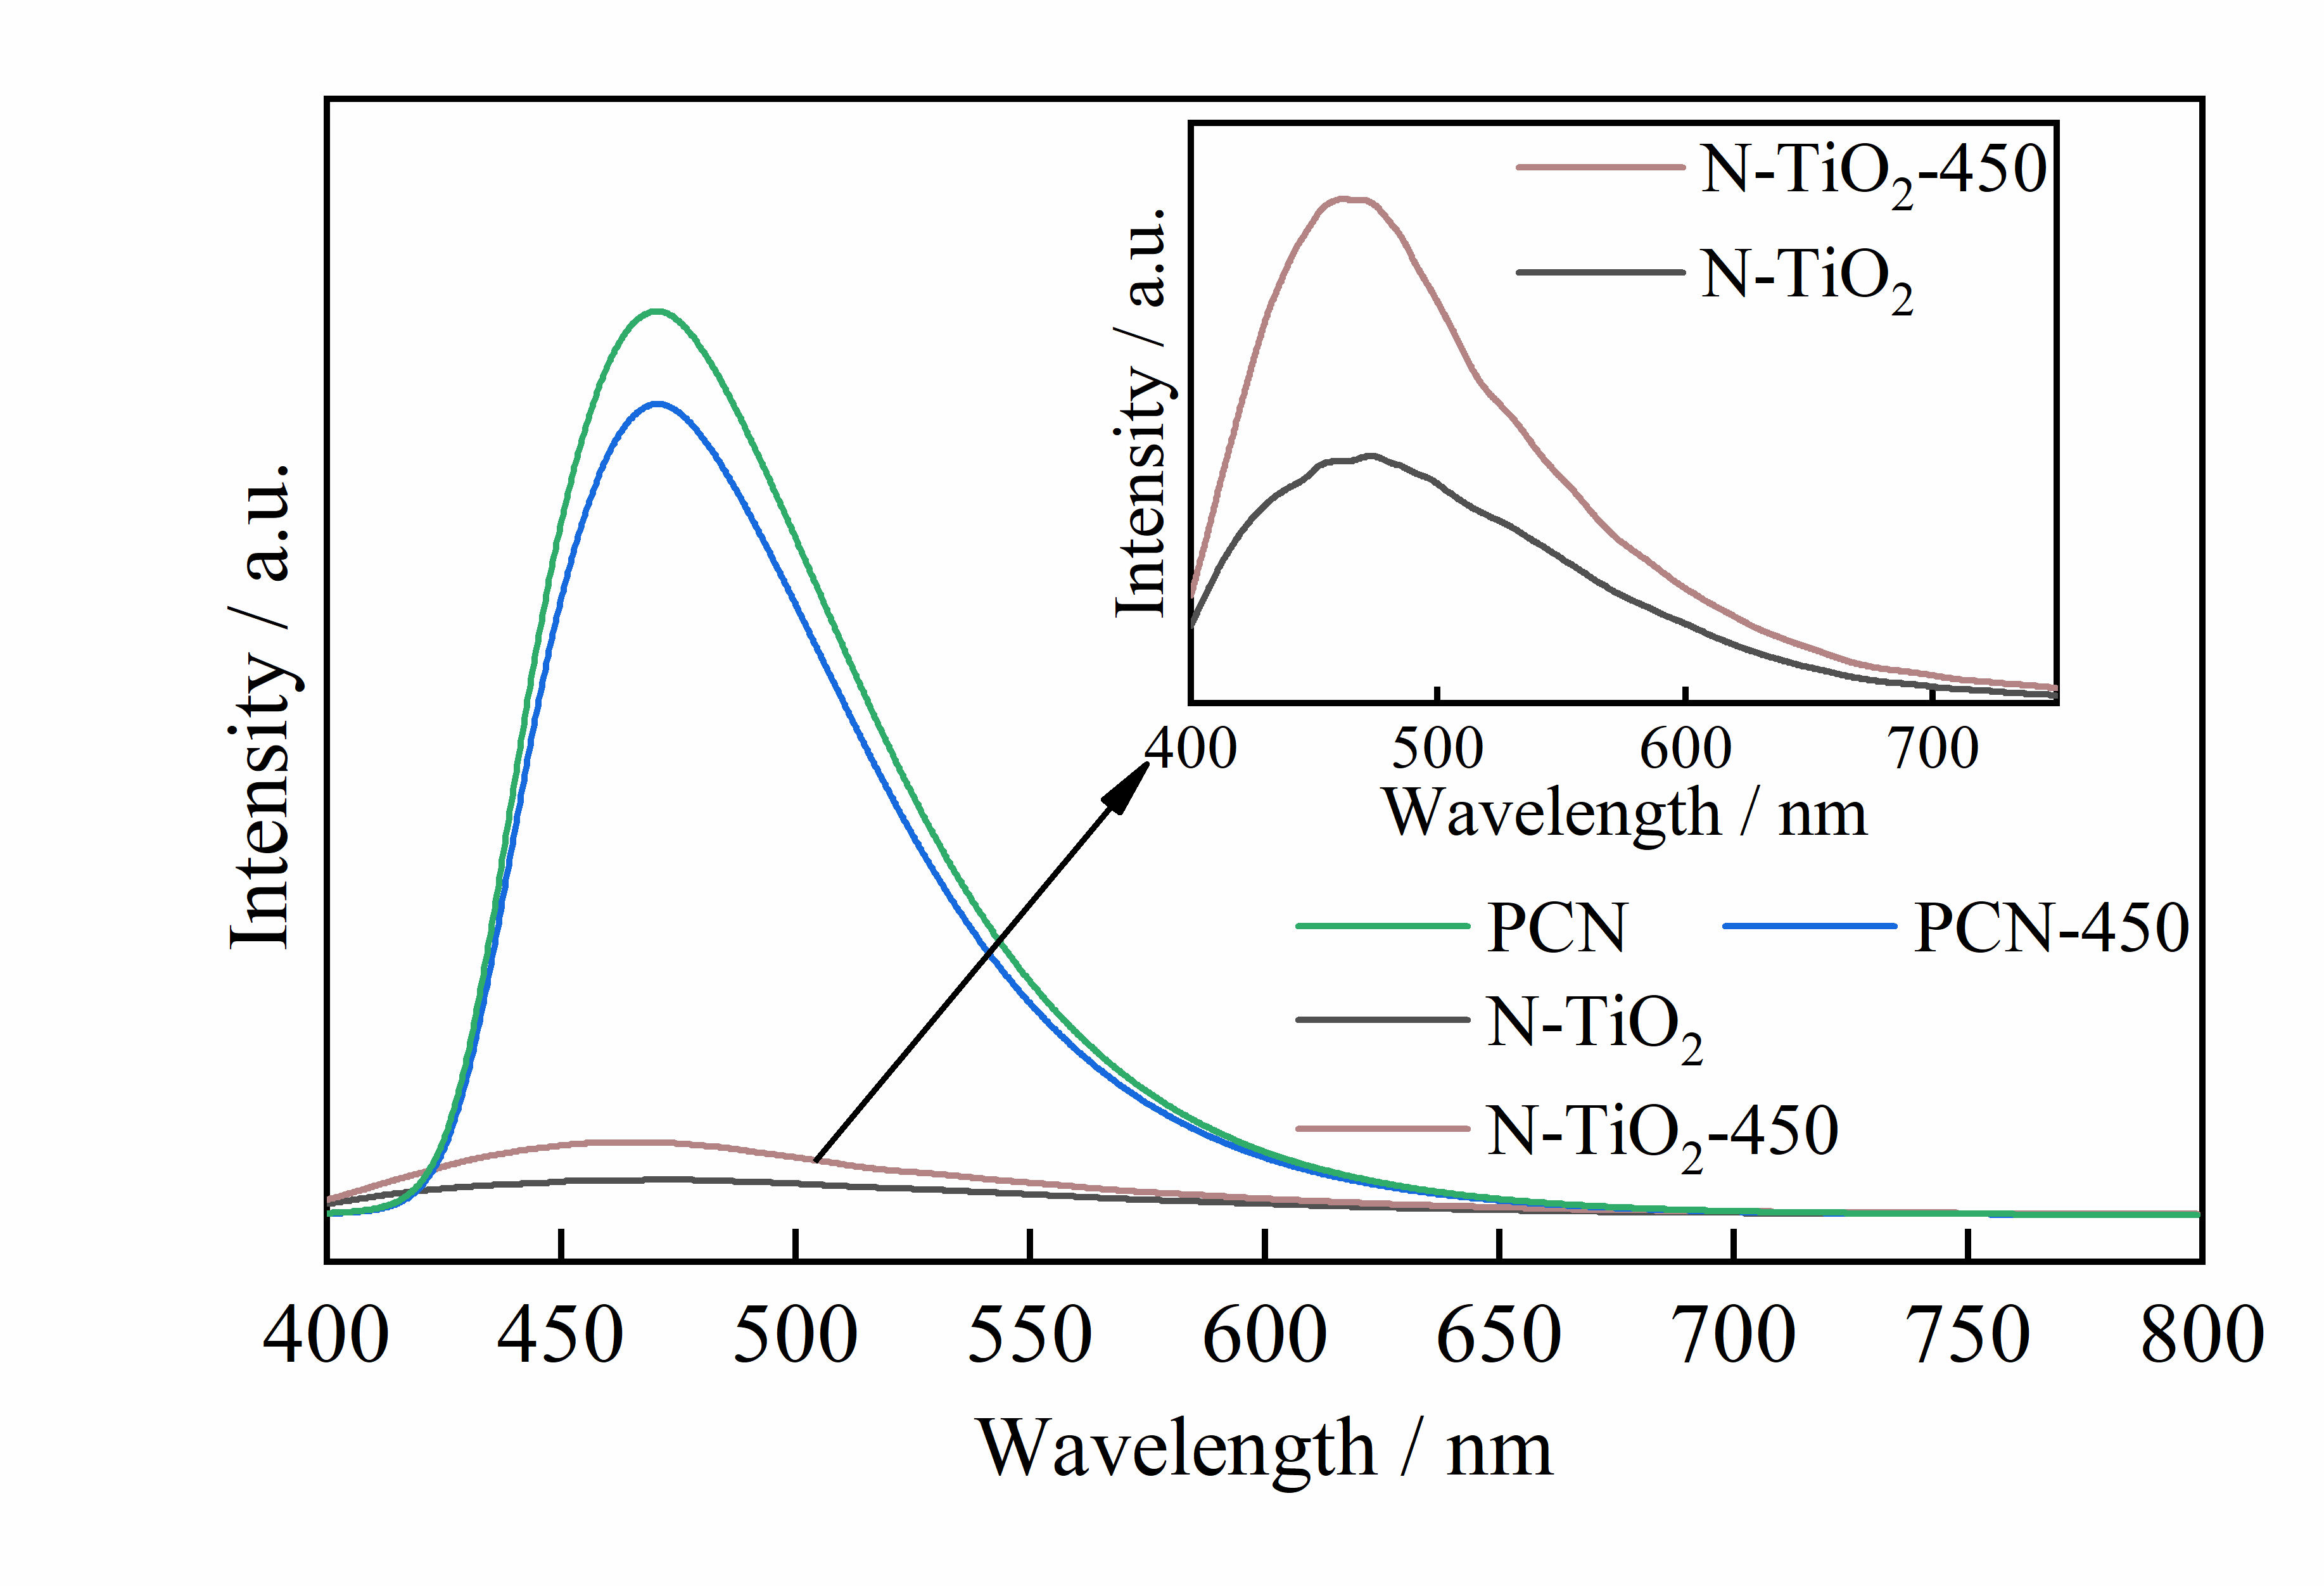 N-TiO₂-450
N-TiO₂
Intensity / a.u.
400 500 600 700
Wavelength / nm
Intensity / a.u.
PCN PCN-450
N-TiO₂
N-TiO₂-450
400 450 500 550 600 650 700 750 800
Wavelength / nm